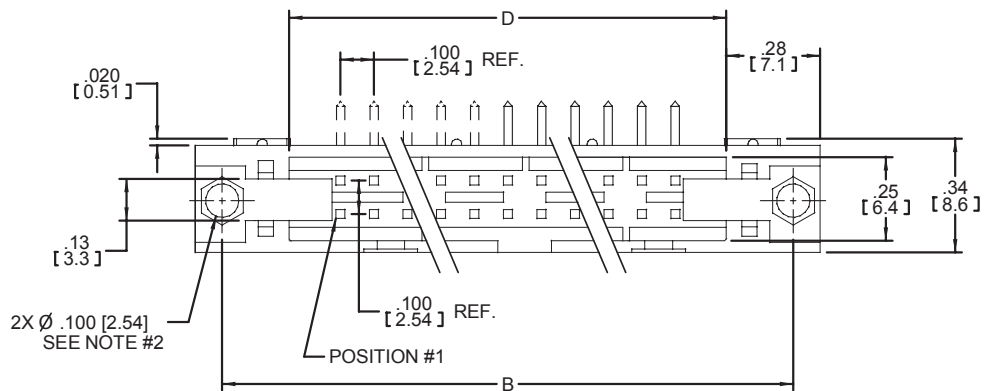 D
.100
[2.54] REF.
.28
[7.1]
.020
[0.51]
.25
[6.4]
.34
[8.6]
.13
[3.3]
.100
[2.54] REF.
2X Ø .100 [2.54]
SEE NOTE #2
POSITION #1
B